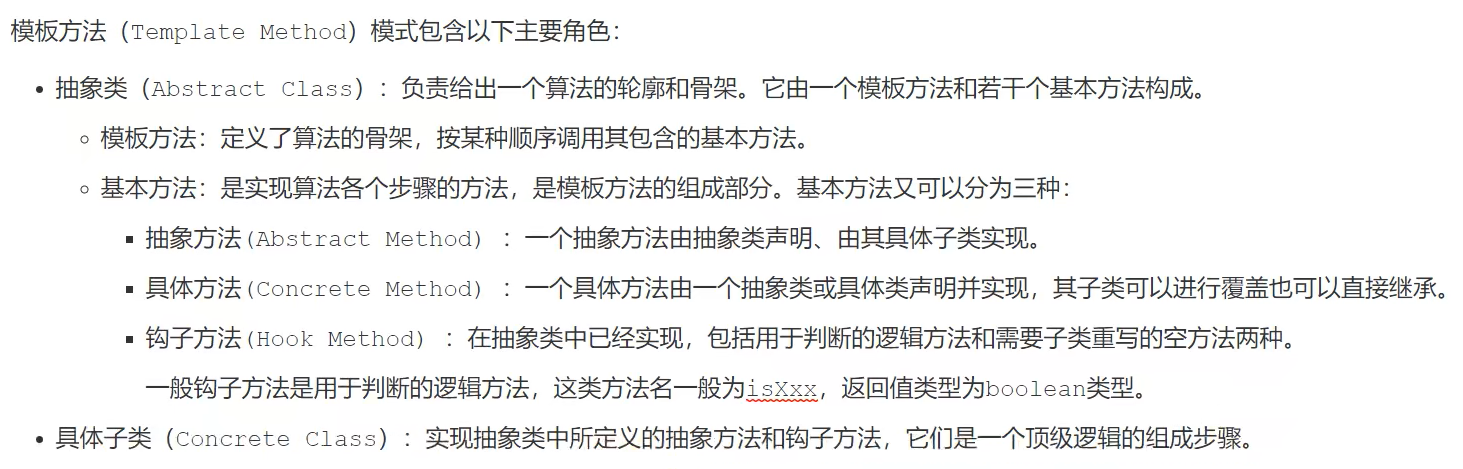 模板方法（Template Method）模式包含以下主要角色：
抽象类（Abstract Class）：负责给出一个算法的轮廓和骨架。它由一个模板方法和若干个基本方法构成。
模板方法：定义了算法的骨架，按某种顺序调用其包含的基本方法。
基本方法：是实现算法各个步骤的方法，是模板方法的组成部分。基本方法又可以分为三种：
抽象方法(Abstract Method) ：一个抽象方法由抽象类声明、由其具体子类实现。
具体方法(Concrete Method) ：一个具体方法由一个抽象类或具体类声明并实现，其子类可以进行覆盖也可以直接继承。
钩子方法(Hook Method) ：在抽象类中已经实现，包括用于判断的逻辑方法和需要子类重写的空方法两种。
一般钩子方法是用于判断的逻辑方法，这类方法名一般为isXxx，返回值类型为boolean类型。
具体子类（Concrete Class）：实现抽象类中所定义的抽象方法和钩子方法，它们是一个顶级逻辑的组成步骤。